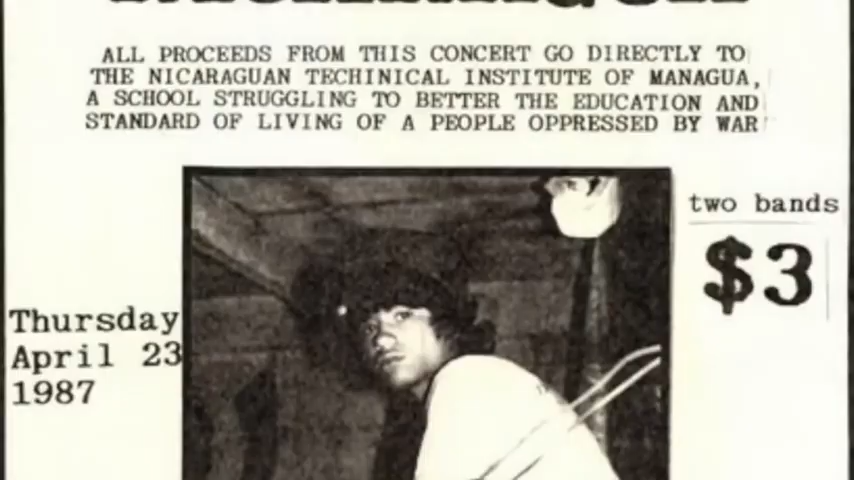 ALL PROCEEDS FROM THIS CONCERT GO DIRECTLY TO
THE NICARAGUAN TECHINICAL INSTITUTE OF MANAGUA,
A SCHOOL STRUGGLING TO BETTER THE EDUCATION AND
STANDARD OF LIVING OF A PEOPLE OPPRESSED BY WAR
two bands
$3
Thursday
April 23
1987